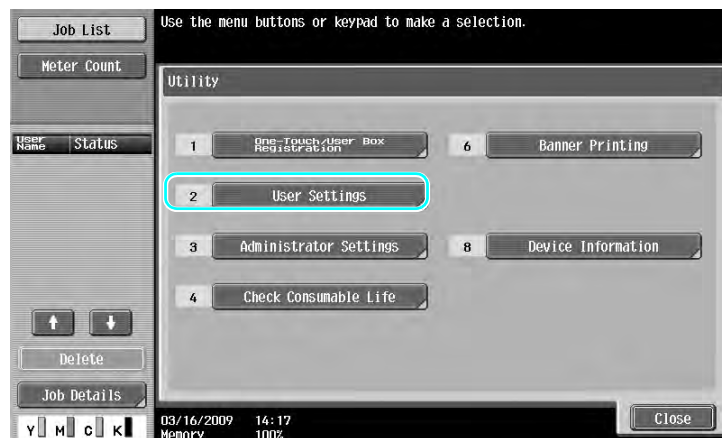 Job List
Use the menu buttons or keypad to make a selection.
Meter Count
Utility
User Name
Status
1 One-Touch/User Box Registration
6 Banner Printing
2 User Settings
3 Administrator Settings
8 Device Information
4 Check Consumable Life
Delete
Job Details
Close
03/16/2009 14:17
Memory 100%
Y M C K